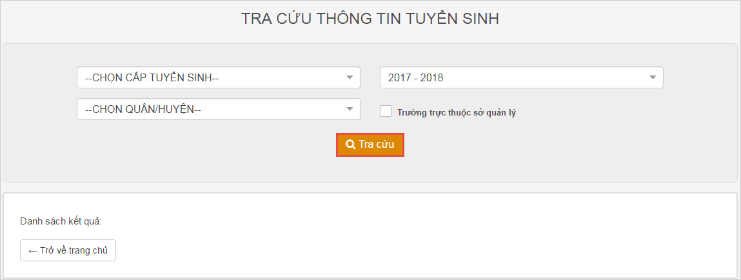 TRA CỨU THÔNG TIN TUYỂN SINH
--CHỌN CẤP TUYỂN SINH--
2017 - 2018
--CHỌN QUẬN/HUYỆN--
Trường trực thuộc sở quản lý
Tra cứu
Danh sách kết quả:
← Trở về trang chủ